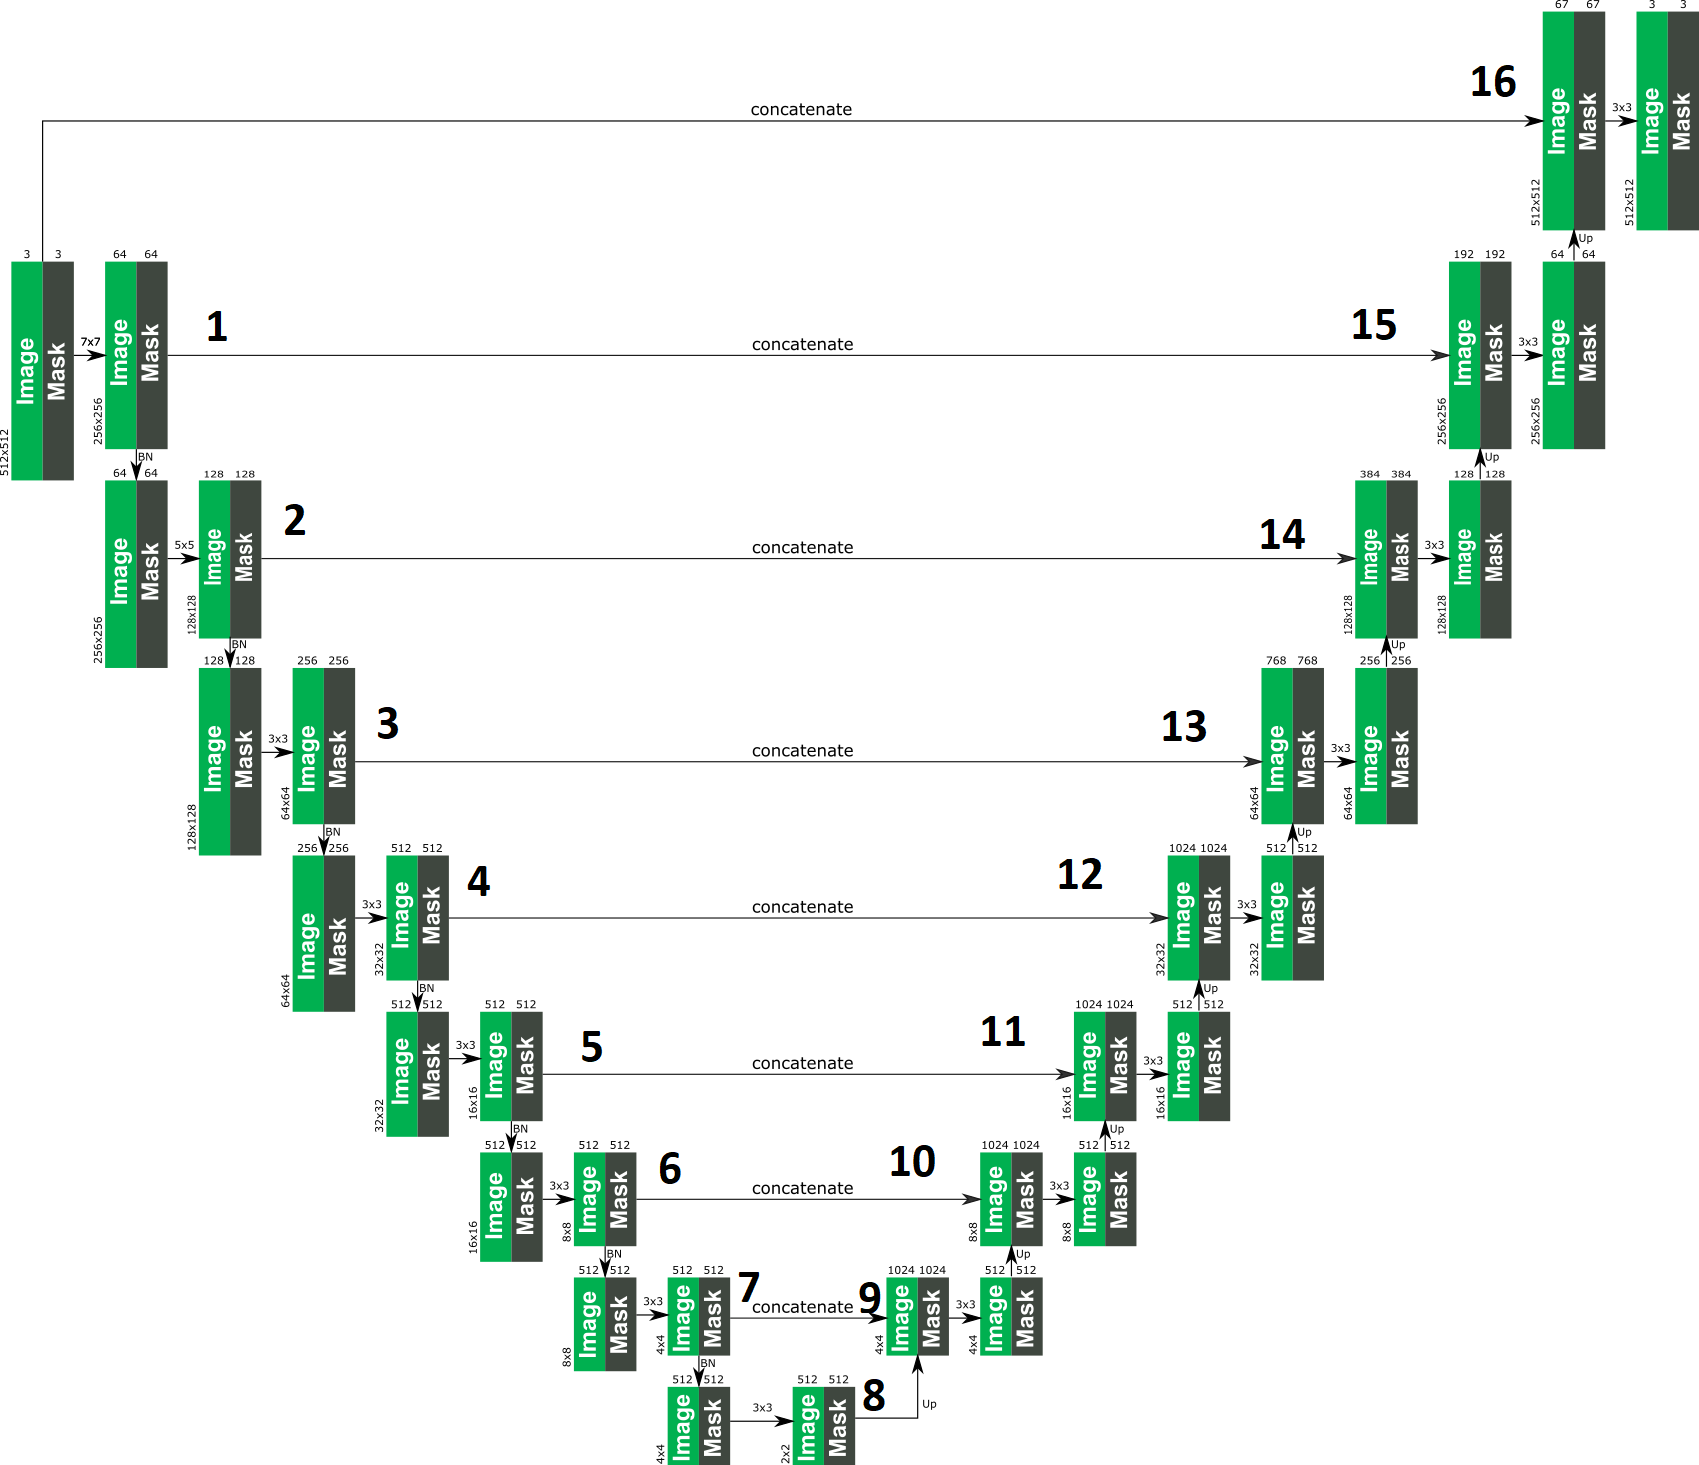 67 67 3 3
16
concatenate
3x3
Image Mask Image Mask
512x512 512x512
Up
3 3 64 64 192 192 64 64
1 15
7x7 concatenate 3x3
Image Mask Image Mask Image Mask Image Mask
512x512 256x256 256x256 256x256
BN Up
64 64 128 128 384 384 128 128
2 14
5x5 concatenate 3x3
Image Mask Image Mask Image Mask Image Mask
256x256 128x128 128x128 128x128
BN Up
128 128 256 256 768 768 256 256
3 13
3x3 concatenate 3x3
Image Mask Image Mask Image Mask Image Mask
128x128 64x64 64x64 64x64
BN Up
256 256 512 512 1024 1024 512 512
4 12
3x3 concatenate 3x3
Image Mask Image Mask Image Mask Image Mask
64x64 32x32 32x32 32x32
BN Up
512 512 512 512 1024 1024 512 512
5 11
3x3 concatenate 3x3
Image Mask Image Mask Image Mask Image Mask
32x32 16x16 16x16 16x16
BN Up
512 512 512 512 1024 1024 512 512
6 10
3x3 concatenate 3x3
Image Mask Image Mask Image Mask Image Mask
16x16 8x8 8x8 8x8
BN Up
512 512 512 512 1024 1024 512 512
7 9
3x3 concatenate 3x3
Image Mask Image Mask Image Mask Image Mask
8x8 4x4 4x4 4x4
BN
512 512 512 512
8
3x3 Up
Image Mask Image Mask
4x4 2x2